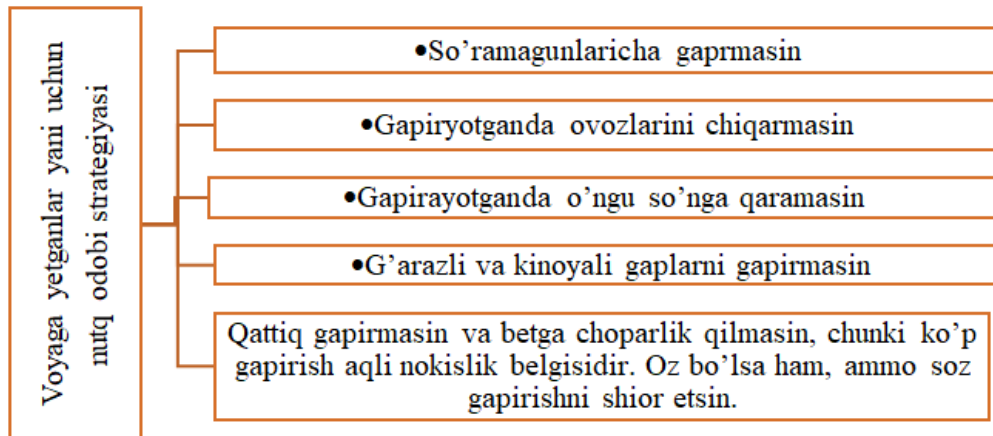 Voyaga yetganlar yani uchun
nutq odobi strategiyasi
•So’ramagunlaricha gaprmasin
•Gapiryotganda ovozlarini chiqarmasin
•Gapirayotganda o’ngu so’nga qaramasin
•G’arazli va kinoyali gaplarni gapirmasin
Qattiq gapirmasin va betga choparlik qilmasin, chunki ko’p
gapirish aqli nokislik belgisidir. Oz bo’lsa ham, ammo soz
gapirishni shior etsin.